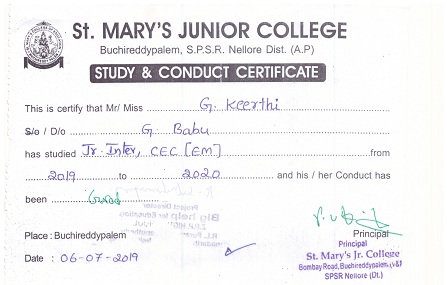 St. MARY'S JUNIOR COLLEGE
Buchireddypalem, S.P.S.R. Nellore Dist. (A.P)
STUDY & CONDUCT CERTIFICATE
This is certify that Mr/ Miss G. Keerthi
S/o / D/o G. Babu
has studied Jr. Inter, CEC [EM] from
2019 to 2020 and his / her Conduct has
been Good
Place : Buchireddypalem Principal
Date : 06-07-2019
Principal
St. Mary's Jr. College
Bombay Road, Buchireddypalem,
SPSR Nellore (Dt.)